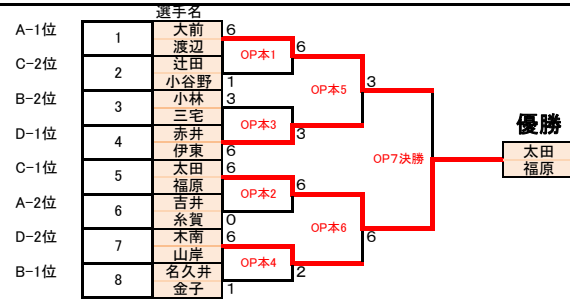 選手名
A-1位 1 大前 6
渡辺
OP本1 6
C-2位 2 辻田
小谷野 1
OP本5 3
B-2位 3 小林 3
三宅
OP本3 3
D-1位 4 赤井
伊東 6
優勝
OP7決勝 太田
福原
C-1位 5 太田 6
福原
OP本2 6
A-2位 6 吉井
糸賀 0
OP本6 6
D-2位 7 木南 6
山岸
OP本4 2
B-1位 8 名久井
金子 1